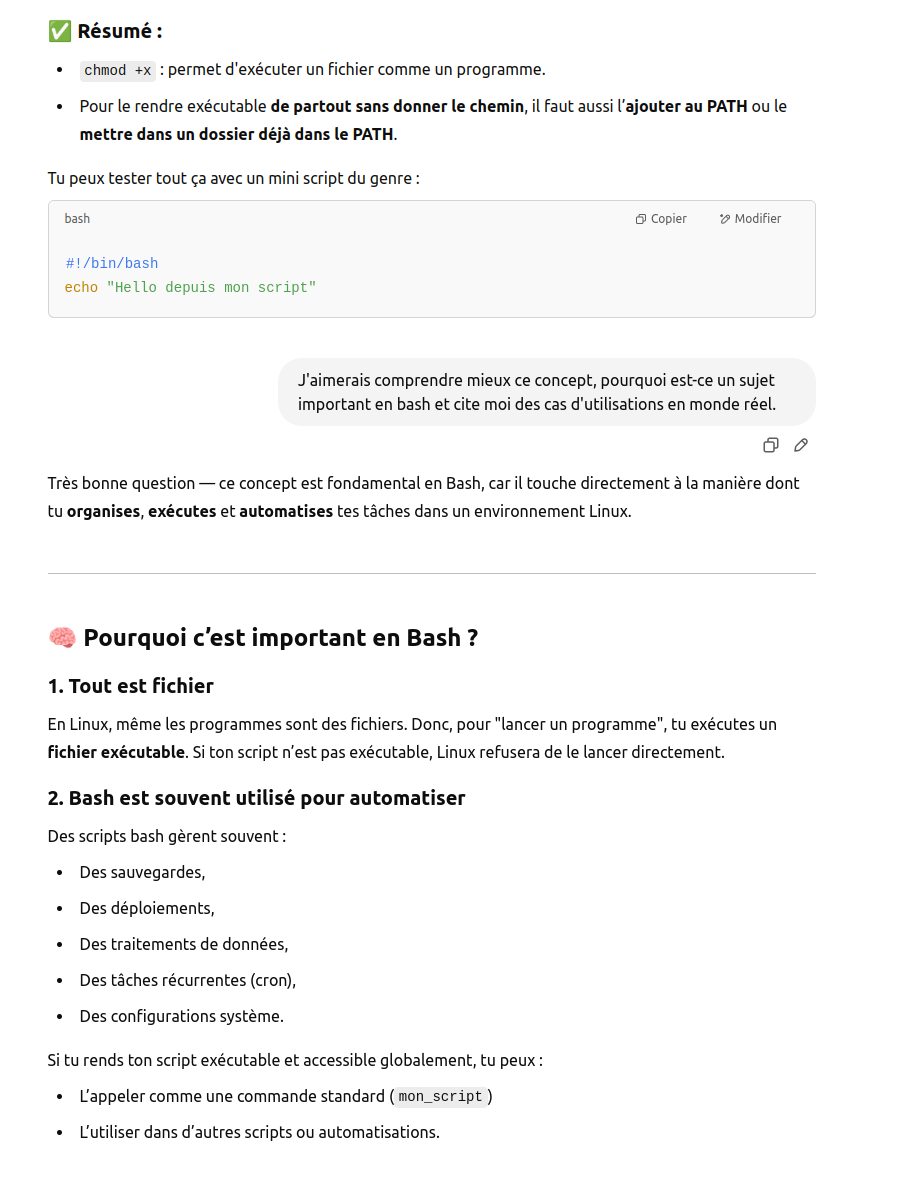 ✅ Résumé :
• chmod +x : permet d'exécuter un fichier comme un programme.
• Pour le rendre exécutable de partout sans donner le chemin, il faut aussi l’ajouter au PATH ou le
mettre dans un dossier déjà dans le PATH.
Tu peux tester tout ça avec un mini script du genre :
bash Copier Modifier
#!/bin/bash
echo "Hello depuis mon script"
J'aimerais comprendre mieux ce concept, pourquoi est-ce un sujet
important en bash et cite moi des cas d'utilisations en monde réel.
Très bonne question — ce concept est fondamental en Bash, car il touche directement à la manière dont
tu organises, exécutes et automatises tes tâches dans un environnement Linux.
🧠 Pourquoi c’est important en Bash ?
1. Tout est fichier
En Linux, même les programmes sont des fichiers. Donc, pour "lancer un programme", tu exécutes un
fichier exécutable. Si ton script n’est pas exécutable, Linux refusera de le lancer directement.
2. Bash est souvent utilisé pour automatiser
Des scripts bash gèrent souvent :
• Des sauvegardes,
• Des déploiements,
• Des traitements de données,
• Des tâches récurrentes (cron),
• Des configurations système.
Si tu rends ton script exécutable et accessible globalement, tu peux :
• L’appeler comme une commande standard (mon_script)
• L’utiliser dans d’autres scripts ou automatisations.